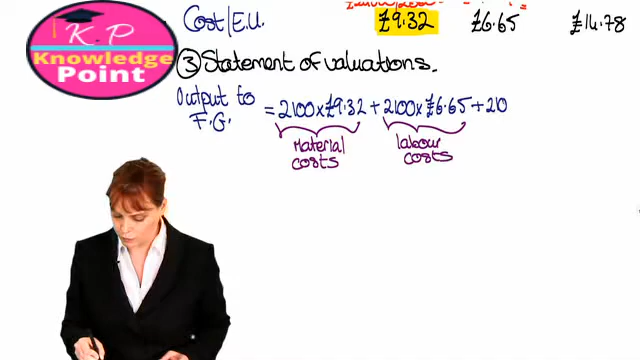 Cost/E.U. £9.32 £6.65 £14.78
K.P
Knowledge
Point
③ Statement of valuations.
Output to
F.G. = 2100 x £9.32 + 2100 x £6.65 + 210
Material
costs
labour
costs